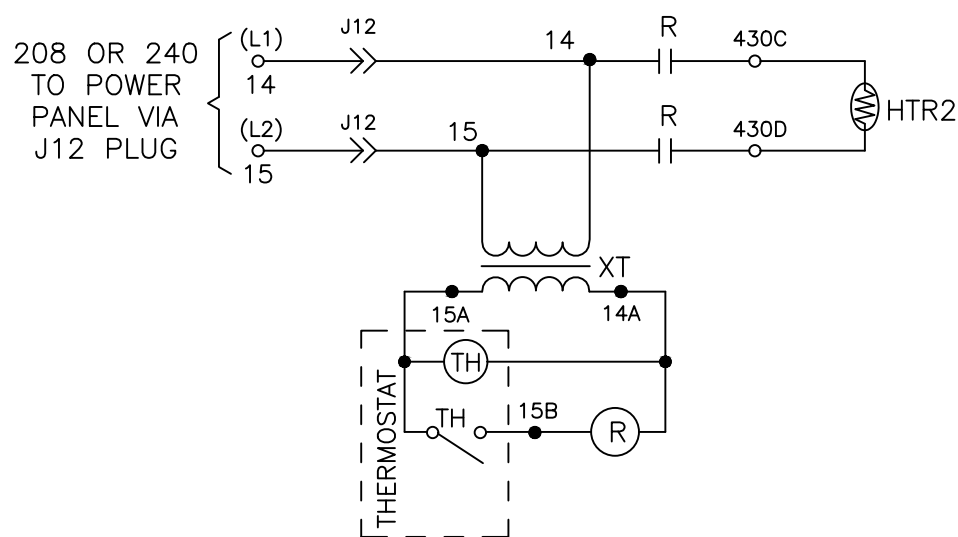 208 OR 240
TO POWER
PANEL VIA
J12 PLUG
(L1)
14
J12
14
R
430C
(L2)
15
J12
15
R
430D
HTR2
XT
15A
14A
TH
THERMOSTAT
TH
15B
R